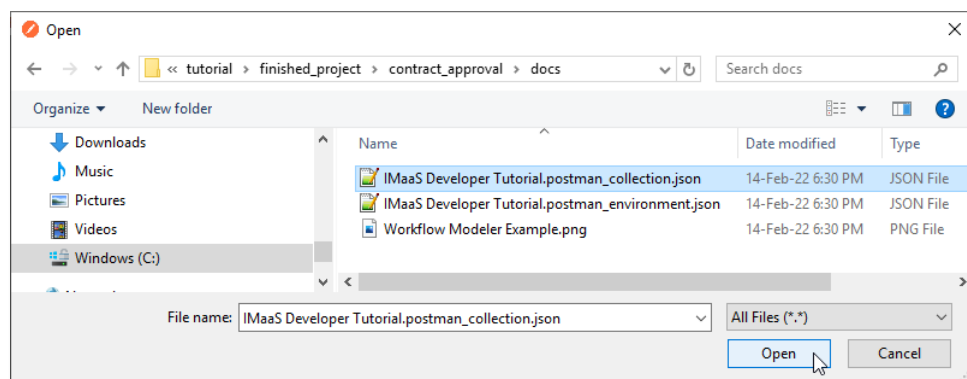 Open
« tutorial > finished_project > contract_approval > docs
Search docs
Organize
New folder
?
Name
Date modified
Type
Downloads
Music
Pictures
Videos
Windows (C:)
IMaaS Developer Tutorial.postman_collection.json 14-Feb-22 6:30 PM JSON File
IMaaS Developer Tutorial.postman_environment.json 14-Feb-22 6:30 PM JSON File
Workflow Modeler Example.png 14-Feb-22 6:30 PM PNG File
File name: IMaaS Developer Tutorial.postman_collection.json
All Files (*.*)
Open
Cancel